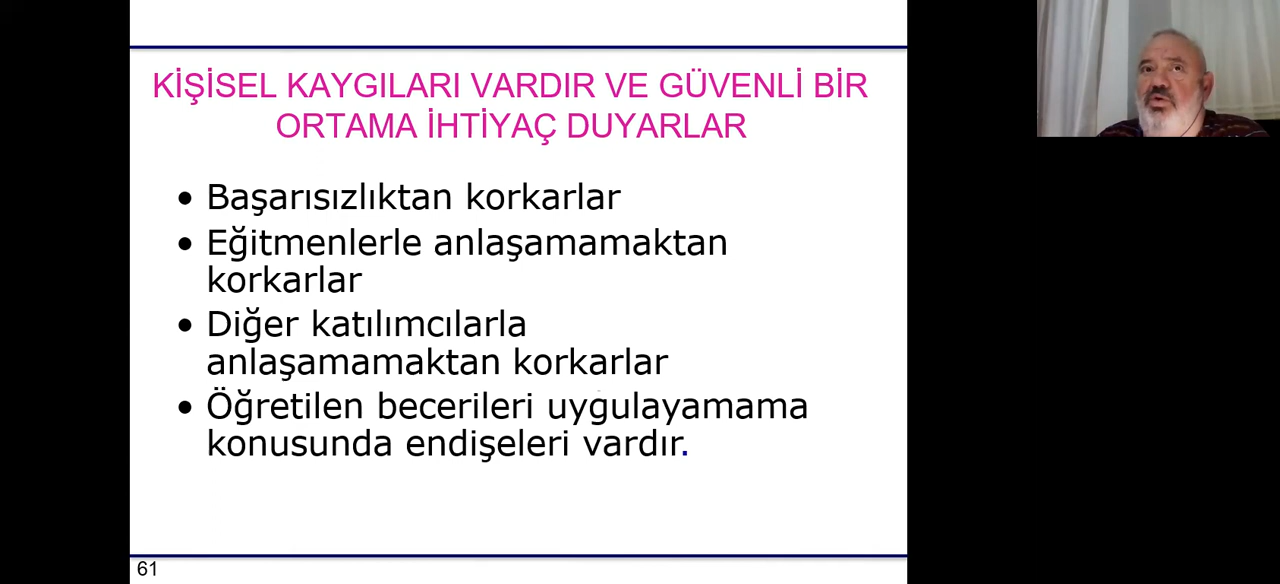 KİŞİSEL KAYGILARI VARDIR VE GÜVENLİ BİR
ORTAMA İHTİYAÇ DUYARLAR
• Başarısızlıktan korkarlar
• Eğitmenlerle anlaşamamaktan
korkarlar
• Diğer katılımcılarla
anlaşamamaktan korkarlar
• Öğretilen becerileri uygulayamama
konusunda endişeleri vardır.
61